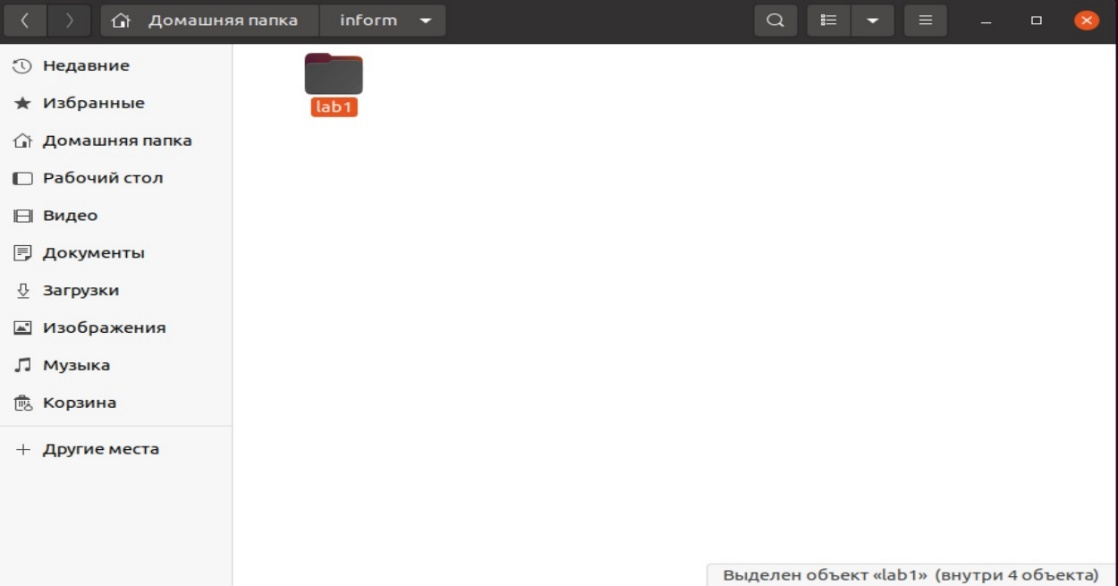 Домашняя папка inform
Недавние
Избранные
Домашняя папка
Рабочий стол
Видео
Документы
Загрузки
Изображения
Музыка
Корзина
Другие места
lab1
Выделен объект «lab1» (внутри 4 объекта)